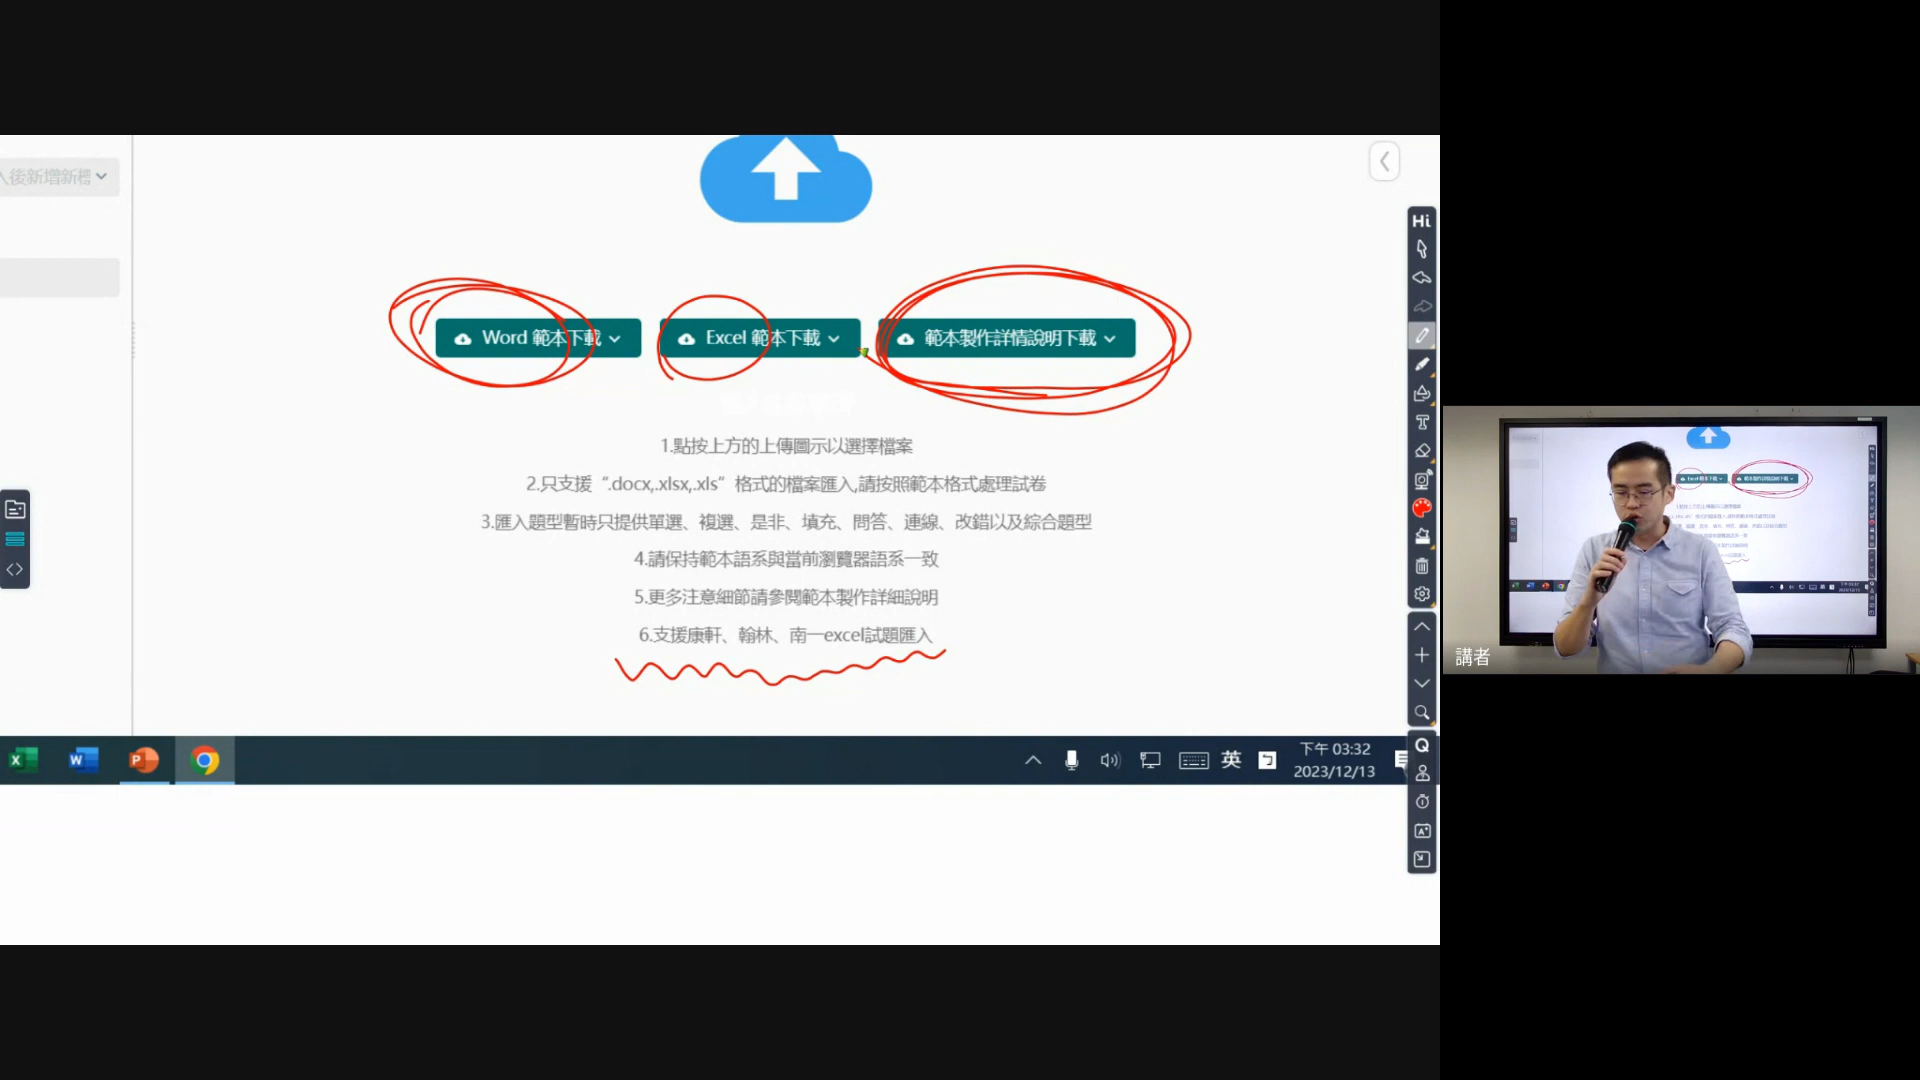 入後新增新標
Hi
Word 範本下載
Excel 範本下載
範本製作詳情說明下載
1.點按上方的上傳圖示以選擇檔案
2.只支援“.docx,.xlsx,.xls”格式的檔案匯入,請按照範本格式處理試卷
3.匯入題型暫時只提供單選、複選、是非、填充、問答、連線、改錯以及綜合題型
4.請保持範本語系與當前瀏覽器語系一致
5.更多注意細節請參閱範本製作詳細說明
6.支援康軒、翰林、南一excel試題匯入
講者
英
下午 03:32
2023/12/13